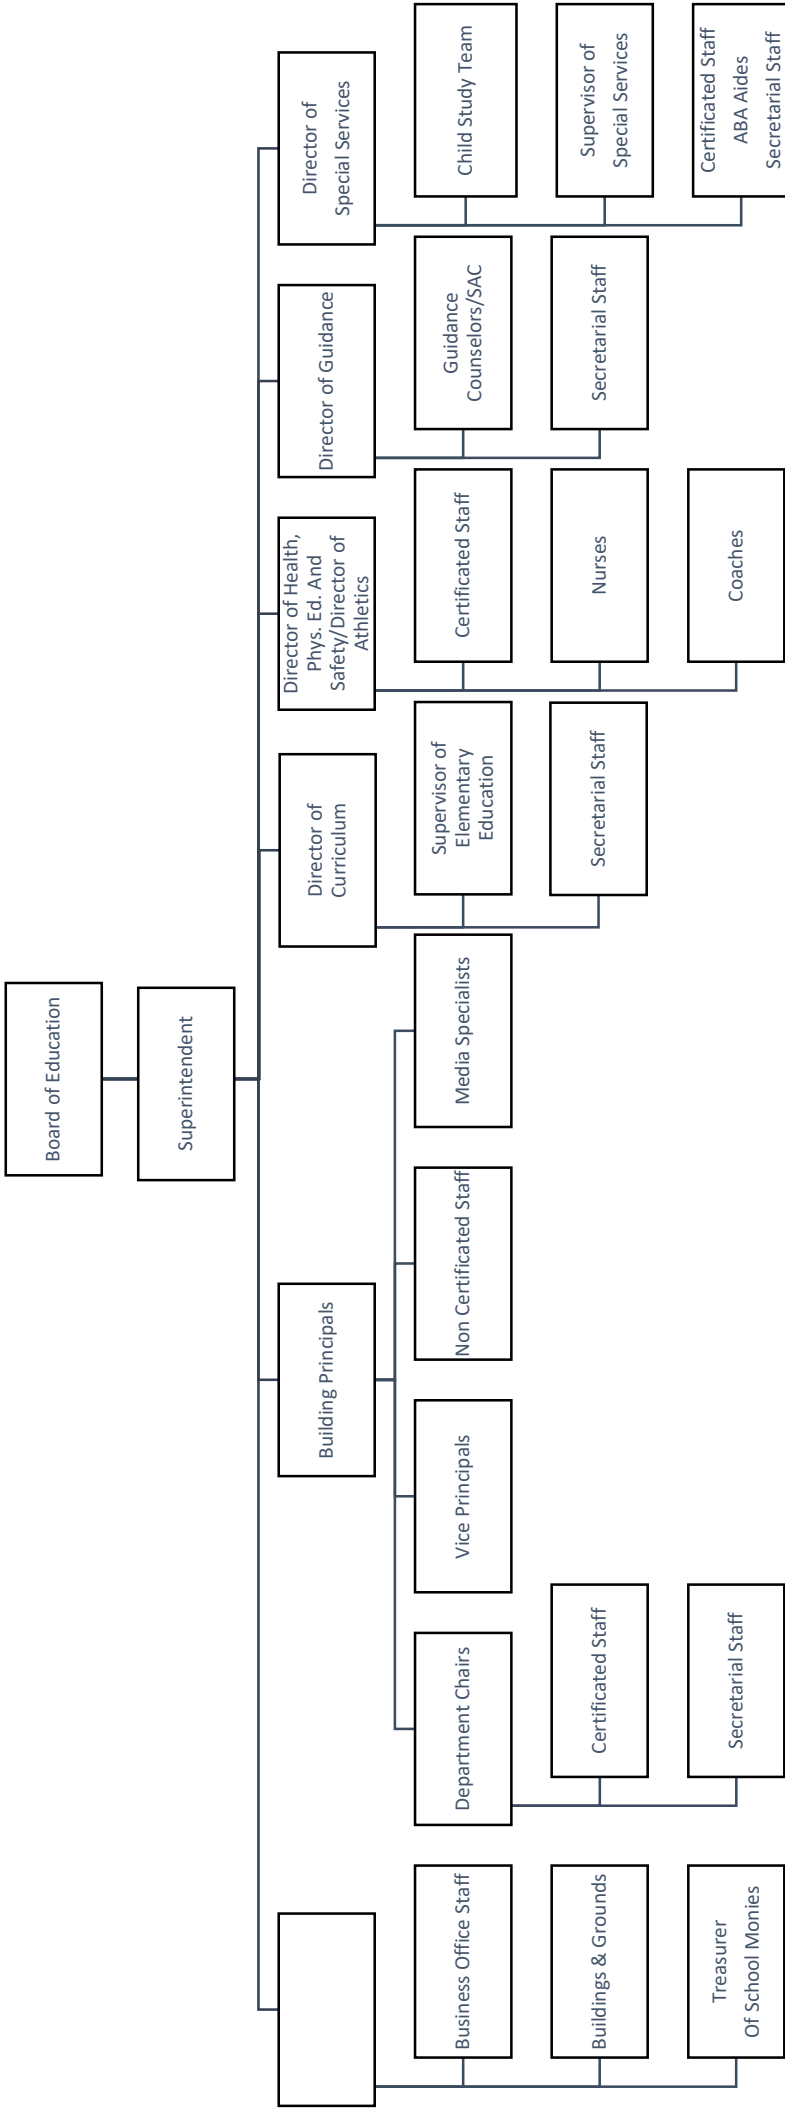 Board of Education
Superintendent
Building Principals
Director of
Curriculum
Director of Health,
Phys. Ed. And
Safety/Director of
Athletics
Director of Guidance
Director of
Special Services
Business Office Staff
Buildings & Grounds
Treasurer
Of School Monies
Department Chairs
Certificated Staff
Secretarial Staff
Vice Principals
Non Certificated Staff
Media Specialists
Supervisor of
Elementary
Education
Secretarial Staff
Certificated Staff
Nurses
Coaches
Guidance
Counselors/SAC
Secretarial Staff
Child Study Team
Supervisor of
Special Services
Certificated Staff
ABA Aides
Secretarial Staff